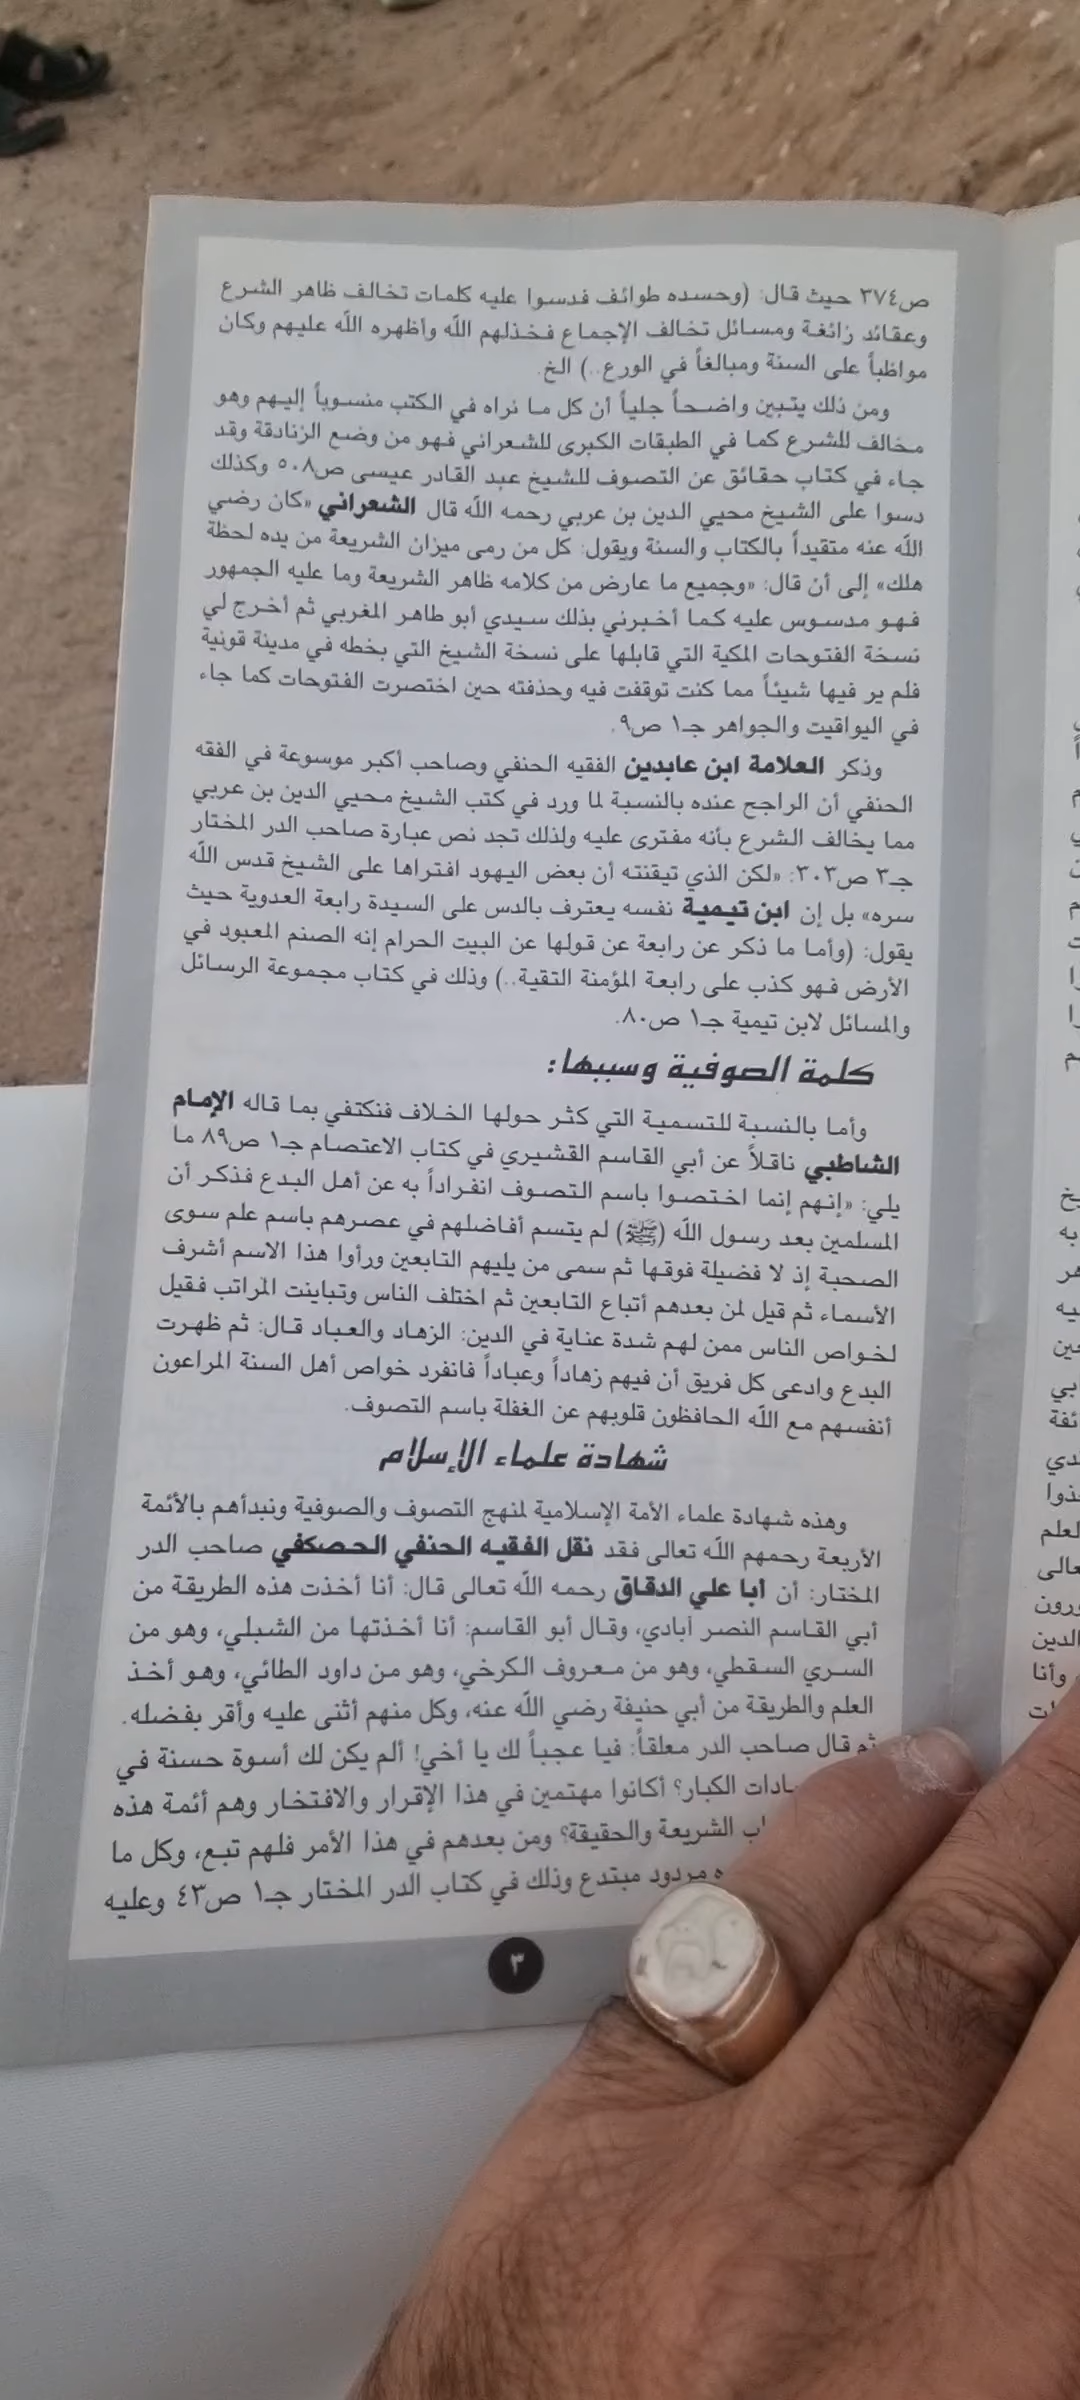 ص٣٧٤ حيث قال: (وحسده طوائف فدسوا عليه كلمات تخالف ظاهر الشرع
وعقائد زائغة ومسائل تخالف الإجماع فخذلهم الله وأظهره الله عليهم وكان
مواظباً على السنة ومبالغاً في الورع..) الخ.
ومن ذلك يتبين واضحاً جلياً أن كل ما نراه في الكتب منسوباً إليهم وهو
مخالف للشرع كما في الطبقات الكبرى للشعراني فهو من وضع الزنادقة وقد
جاء في كتاب حقائق عن التصوف للشيخ عبد القادر عيسى ص٥٠٨ وكذلك
دسوا على الشيخ محيي الدين بن عربي رحمه الله قال الشعراني «كان رضي
الله عنه متقيداً بالكتاب والسنة ويقول: كل من رمى ميزان الشريعة من يده لحظة
هلك» إلى أن قال: «وجميع ما عارض من كلامه ظاهر الشريعة وما عليه الجمهور
فهو مدسوس عليه كما أخبرني بذلك سيدي أبو طاهر المغربي ثم أخرج لي
نسخة الفتوحات المكية التي قابلها على نسخة الشيخ التي بخطه في مدينة قونية
فلم ير فيها شيئاً مما كنت توقفت فيه وحذفته حين اختصرت الفتوحات كما جاء
في اليواقيت والجواهر جـ١ ص٩.
وذكر العلامة ابن عابدين الفقيه الحنفي وصاحب أكبر موسوعة في الفقه
الحنفي أن الراجح عنده بالنسبة لما ورد في كتب الشيخ محيي الدين بن عربي
مما يخالف الشرع بأنه مفترى عليه ولذلك تجد نص عبارة صاحب الدر المختار
جـ٣ ص٣٠٣: «لكن الذي تيقنته أن بعض اليهود افتراها على الشيخ قدس الله
سره» بل إن ابن تيمية نفسه يعترف بالدس على السيدة رابعة العدوية حيث
يقول: (وأما ما ذكر عن رابعة عن قولها عن البيت الحرام إنه الصنم المعبود في
الأرض فهو كذب على رابعة المؤمنة التقية..) وذلك في كتاب مجموعة الرسائل
والمسائل لابن تيمية جـ١ ص٨٠.
كلمة الصوفية وسببها:
وأما بالنسبة للتسمية التي كثر حولها الخلاف فنكتفي بما قاله الإمام
الشاطبي ناقلاً عن أبي القاسم القشيري في كتاب الاعتصام جـ١ ص٨٩ ما
يلي: «إنهم إنما اختصوا باسم التصوف انفراداً به عن أهل البدع فذكر أن
المسلمين بعد رسول الله (ﷺ) لم يتسم أفاضلهم في عصرهم باسم علم سوى
الصحبة إذ لا فضيلة فوقها ثم سمى من يليهم التابعين ورأوا هذا الاسم أشرف
الأسماء ثم قيل لمن بعدهم أتباع التابعين ثم اختلف الناس وتباينت المراتب فقيل
لخواص الناس ممن لهم شدة عناية في الدين: الزهاد والعباد قال: ثم ظهرت
البدع وادعى كل فريق أن فيهم زهاداً وعباداً فانفرد خواص أهل السنة المراعون
أنفسهم مع الله الحافظون قلوبهم عن الغفلة باسم التصوف.
شهادة علماء الإسلام
وهذه شهادة علماء الأمة الإسلامية لمنهج التصوف والصوفية ونبدأهم بالأئمة
الأربعة رحمهم الله تعالى فقد نقل الفقيه الحنفي الحصكفي صاحب الدر
المختار: أن أبا علي الدقاق رحمه الله تعالى قال: أنا أخذت هذه الطريقة من
أبي القاسم النصر آبادي، وقال أبو القاسم: أنا أخذتها من الشبلي، وهو من
السري السقطي، وهو من معروف الكرخي، وهو من داود الطائي، وهو أخذ
العلم والطريقة من أبي حنيفة رضي الله عنه، وكل منهم أثنى عليه وأقر بفضله.
ثم قال صاحب الدر معلقاً: فيا عجباً لك يا أخي! ألم يكن لك أسوة حسنة في
الكبار؟ أكانوا مهتمين في هذا الإقرار والافتخار وهم أئمة هذه
الشريعة والحقيقة؟ ومن بعدهم في هذا الأمر فلهم تبع، وكل ما
مردود مبتدع وذلك في كتاب الدر المختار جـ١ ص٤٣ وعليه
٣